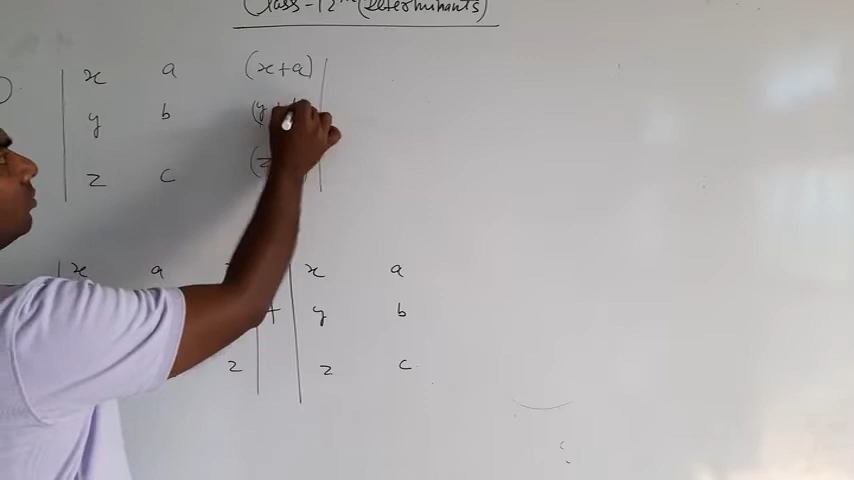 Class-12th (Determinants)
x a (x+a)
y b (y
z c (z
x a x a
+ y b
z z c